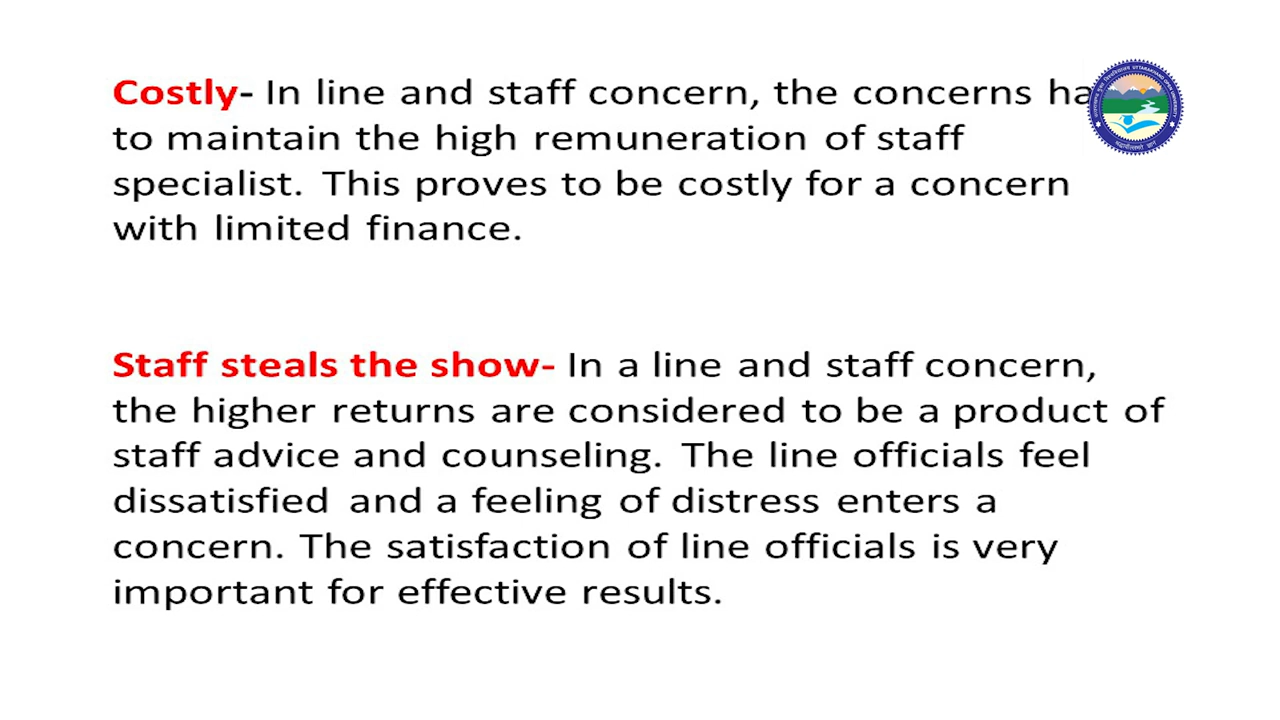 Costly- In line and staff concern, the concerns
to maintain the high remuneration of staff
specialist. This proves to be costly for a concern
with limited finance.
Staff steals the show- In a line and staff concern,
the higher returns are considered to be a product of
staff advice and counseling. The line officials feel
dissatisfied and a feeling of distress enters a
concern. The satisfaction of line officials is very
important for effective results.